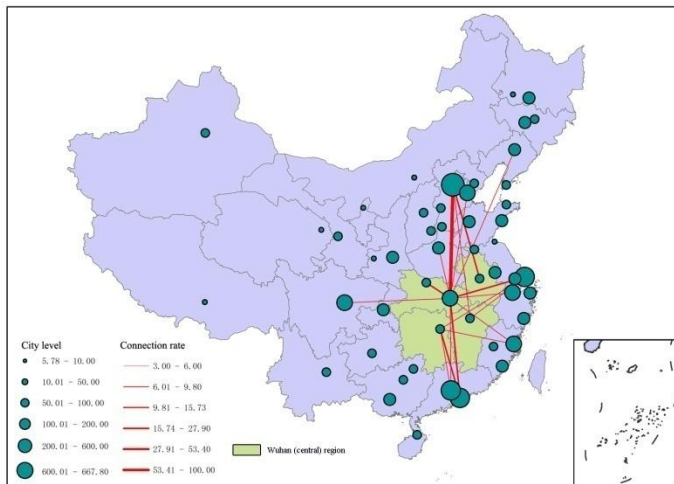 City level
5.78 - 10.00
10.01 - 50.00
50.01 - 100.00
100.01 - 200.00
200.01 - 600.00
600.01 - 667.80
Connection rate
3.00 - 6.00
6.01 - 9.80
9.81 - 15.73
15.74 - 27.90
27.91 - 53.40
53.41 - 100.00
Wuhan (central) region